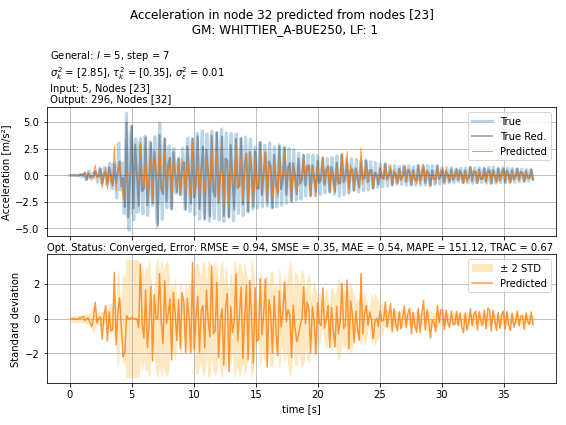 Acceleration in node 32 predicted from nodes [23]
GM: WHITTIER_A-BUE250, LF: 1
General: l = 5, step = 7
σ²ₖ = [2.85], τ²ₖ = [0.35], σ²ε = 0.01
Input: 5, Nodes [23]
Output: 296, Nodes [32]
Acceleration [m/s²]
5.0
2.5
0.0
−2.5
−5.0
True
True Red.
Predicted
Opt. Status: Converged, Error: RMSE = 0.94, SMSE = 0.35, MAE = 0.54, MAPE = 151.12, TRAC = 0.67
Standard deviation
2
0
−2
± 2 STD
Predicted
0 5 10 15 20 25 30 35
time [s]